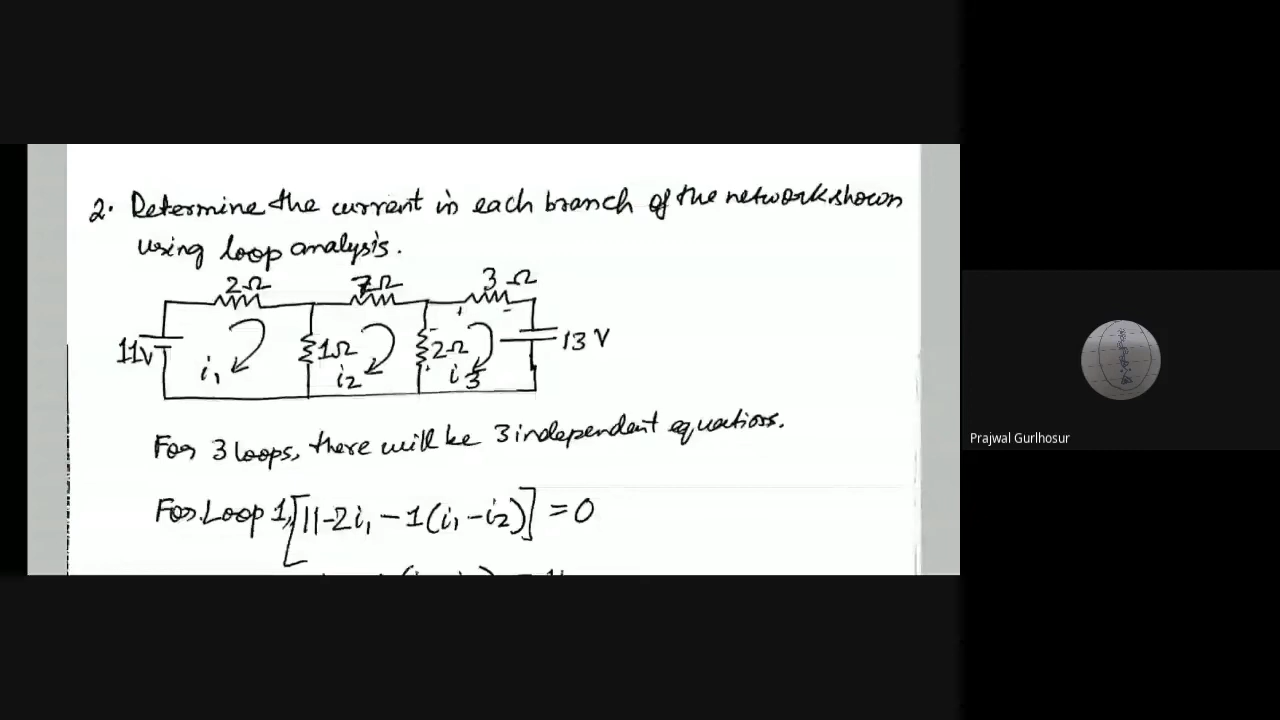 2. Determine the current in each branch of the network shown
using loop analysis.
2Ω 7Ω 3Ω
11V 1Ω 2Ω 13 V
i₁ i₂ i₃
+ -
- +
For 3 loops, there will be 3 independent equations.
For Loop 1, [11-2i₁ - 1(i₁-i₂)] = 0
Prajwal Gurlhosur